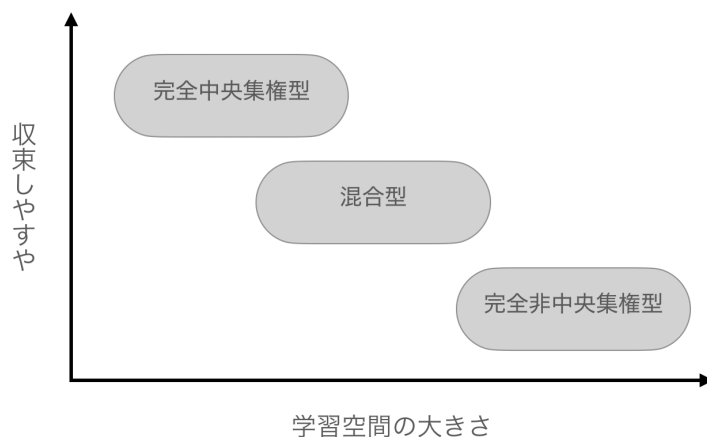 完全中央集権型
収束しやすや
混合型
完全非中央集権型
学習空間の大きさ